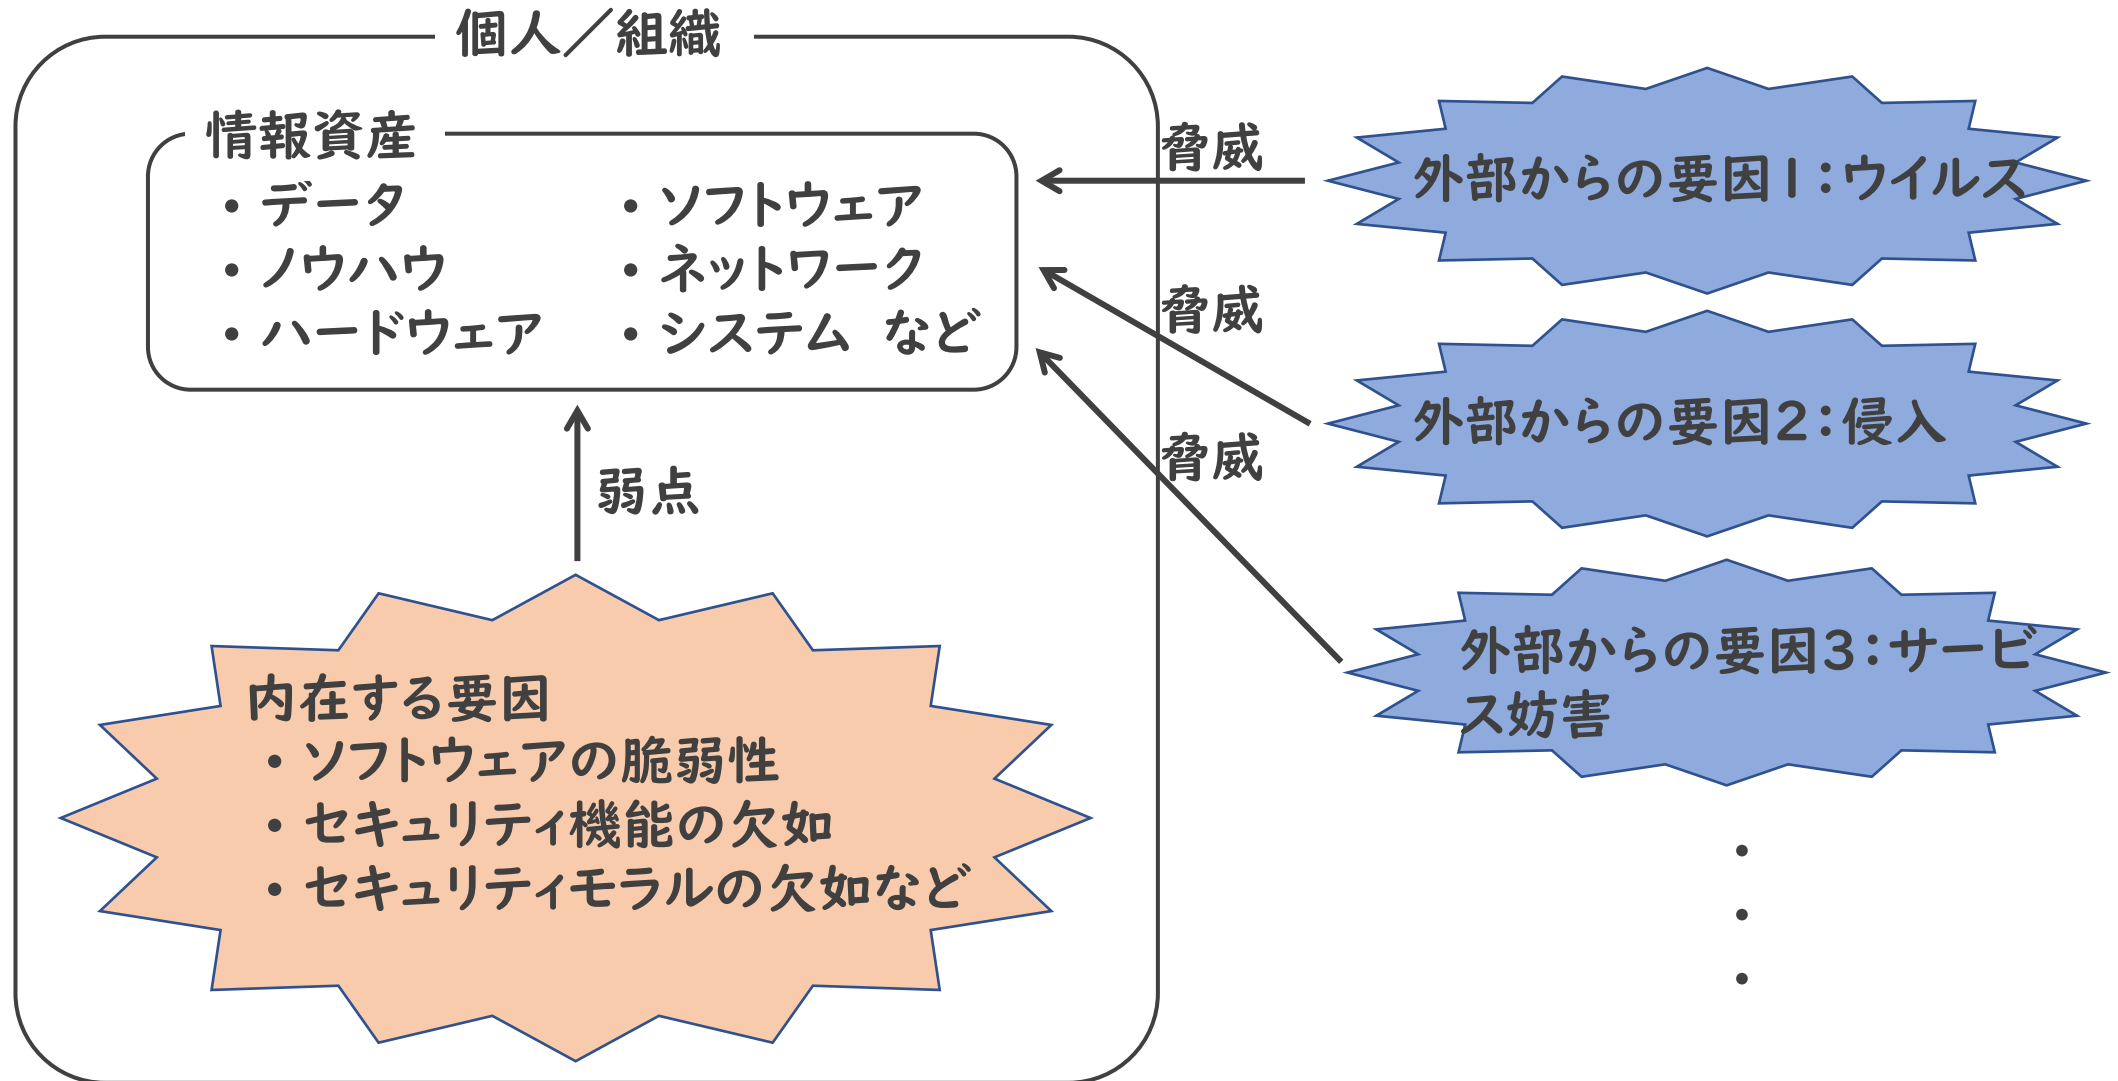 個人／組織
情報資産
・データ
・ノウハウ
・ハードウェア
・ソフトウェア
・ネットワーク
・システム　など
弱点
内在する要因
・ソフトウェアの脆弱性
・セキュリティ機能の欠如
・セキュリティモラルの欠如など
脅威
脅威
脅威
外部からの要因1：ウイルス
外部からの要因2：侵入
外部からの要因3：サービ
ス妨害
・
・
・